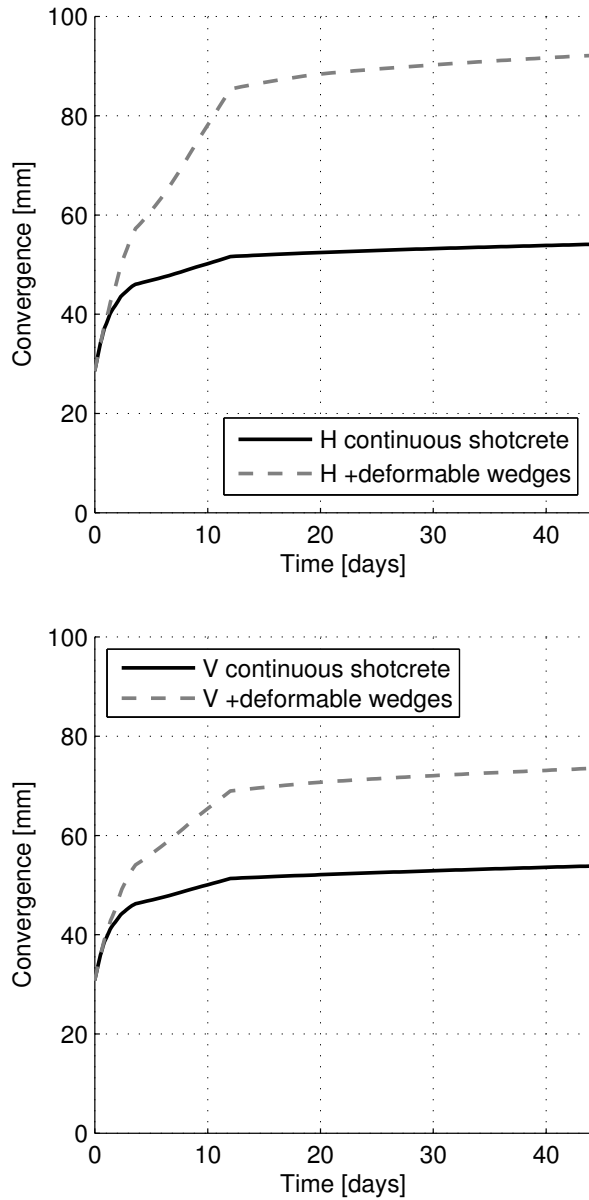 100
80
60
40
20
0
Convergence [mm]
H continuous shotcrete
H +deformable wedges
0 10 20 30 40
Time [days]
100
80
60
40
20
0
Convergence [mm]
V continuous shotcrete
V +deformable wedges
0 10 20 30 40
Time [days]